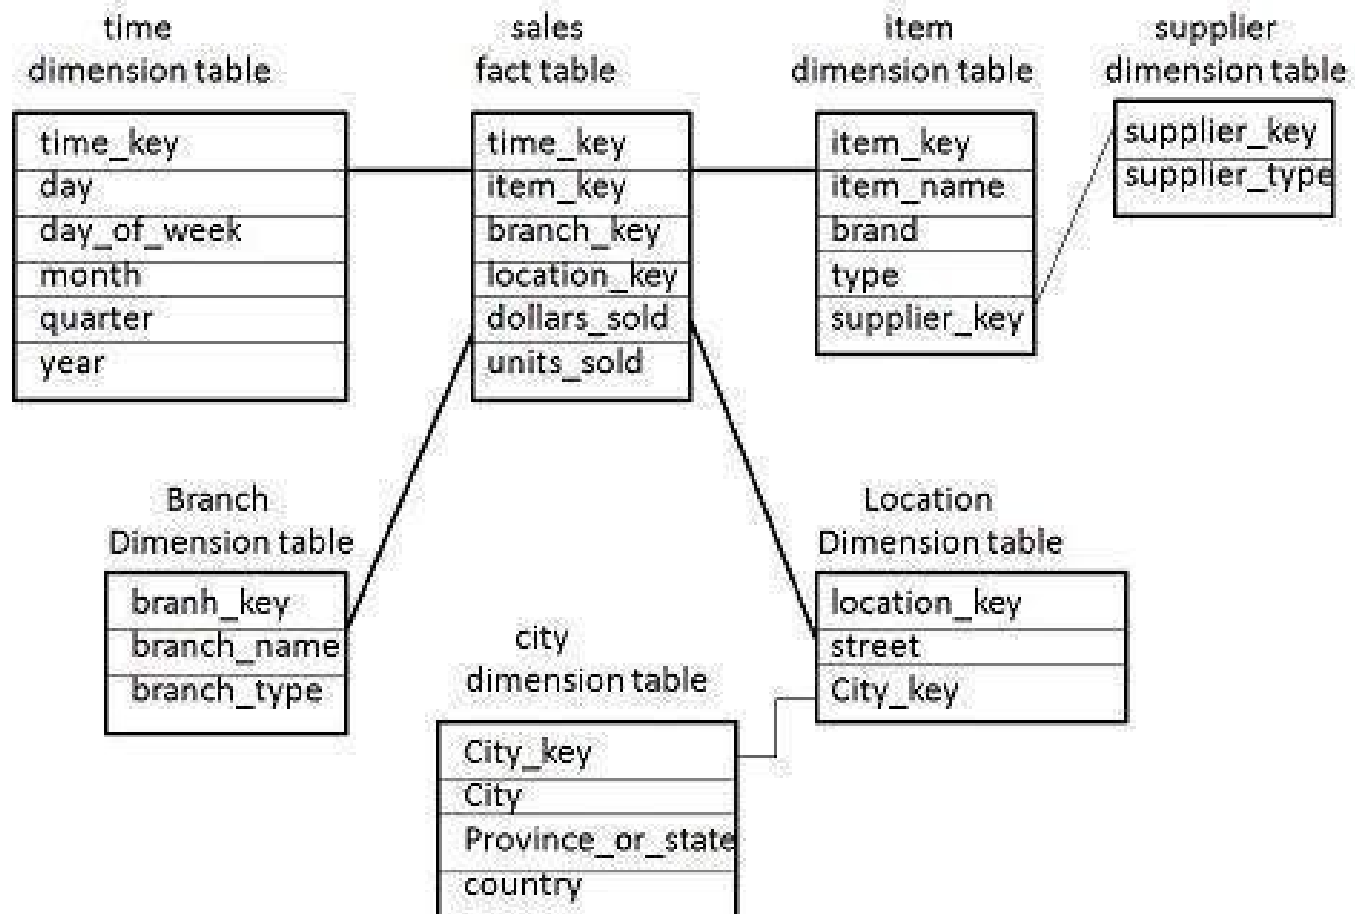 time
dimension table
time_key
day
day_of_week
month
quarter
year
sales
fact table
time_key
item_key
branch_key
location_key
dollars_sold
units_sold
item
dimension table
item_key
item_name
brand
type
supplier_key
supplier
dimension table
supplier_key
supplier_type
Branch
Dimension table
branh_key
branch_name
branch_type
city
dimension table
City_key
City
Province_or_state
country
Location
Dimension table
location_key
street
City_key